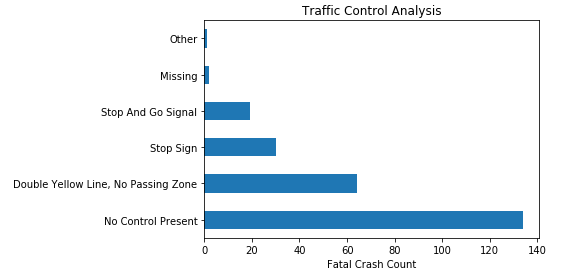 Traffic Control Analysis
Other
Missing
Stop And Go Signal
Stop Sign
Double Yellow Line, No Passing Zone
No Control Present
0 20 40 60 80 100 120 140
Fatal Crash Count